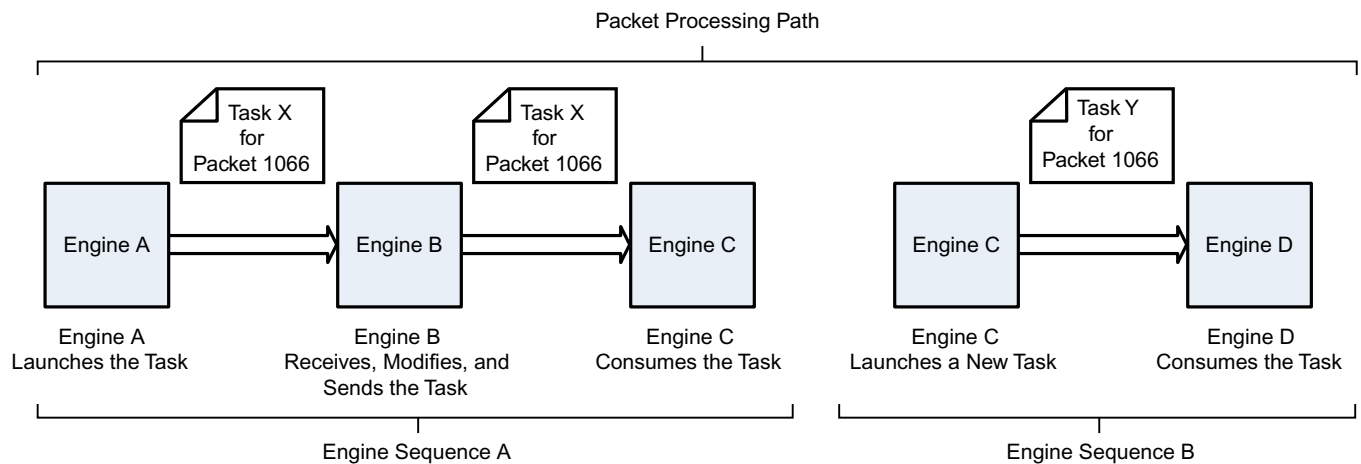 Packet Processing Path
Task X
for
Packet 1066
Task X
for
Packet 1066
Task Y
for
Packet 1066
Engine A
Engine B
Engine C
Engine C
Engine D
Engine A
Launches the Task
Engine B
Receives, Modifies, and
Sends the Task
Engine C
Consumes the Task
Engine C
Launches a New Task
Engine D
Consumes the Task
Engine Sequence A
Engine Sequence B